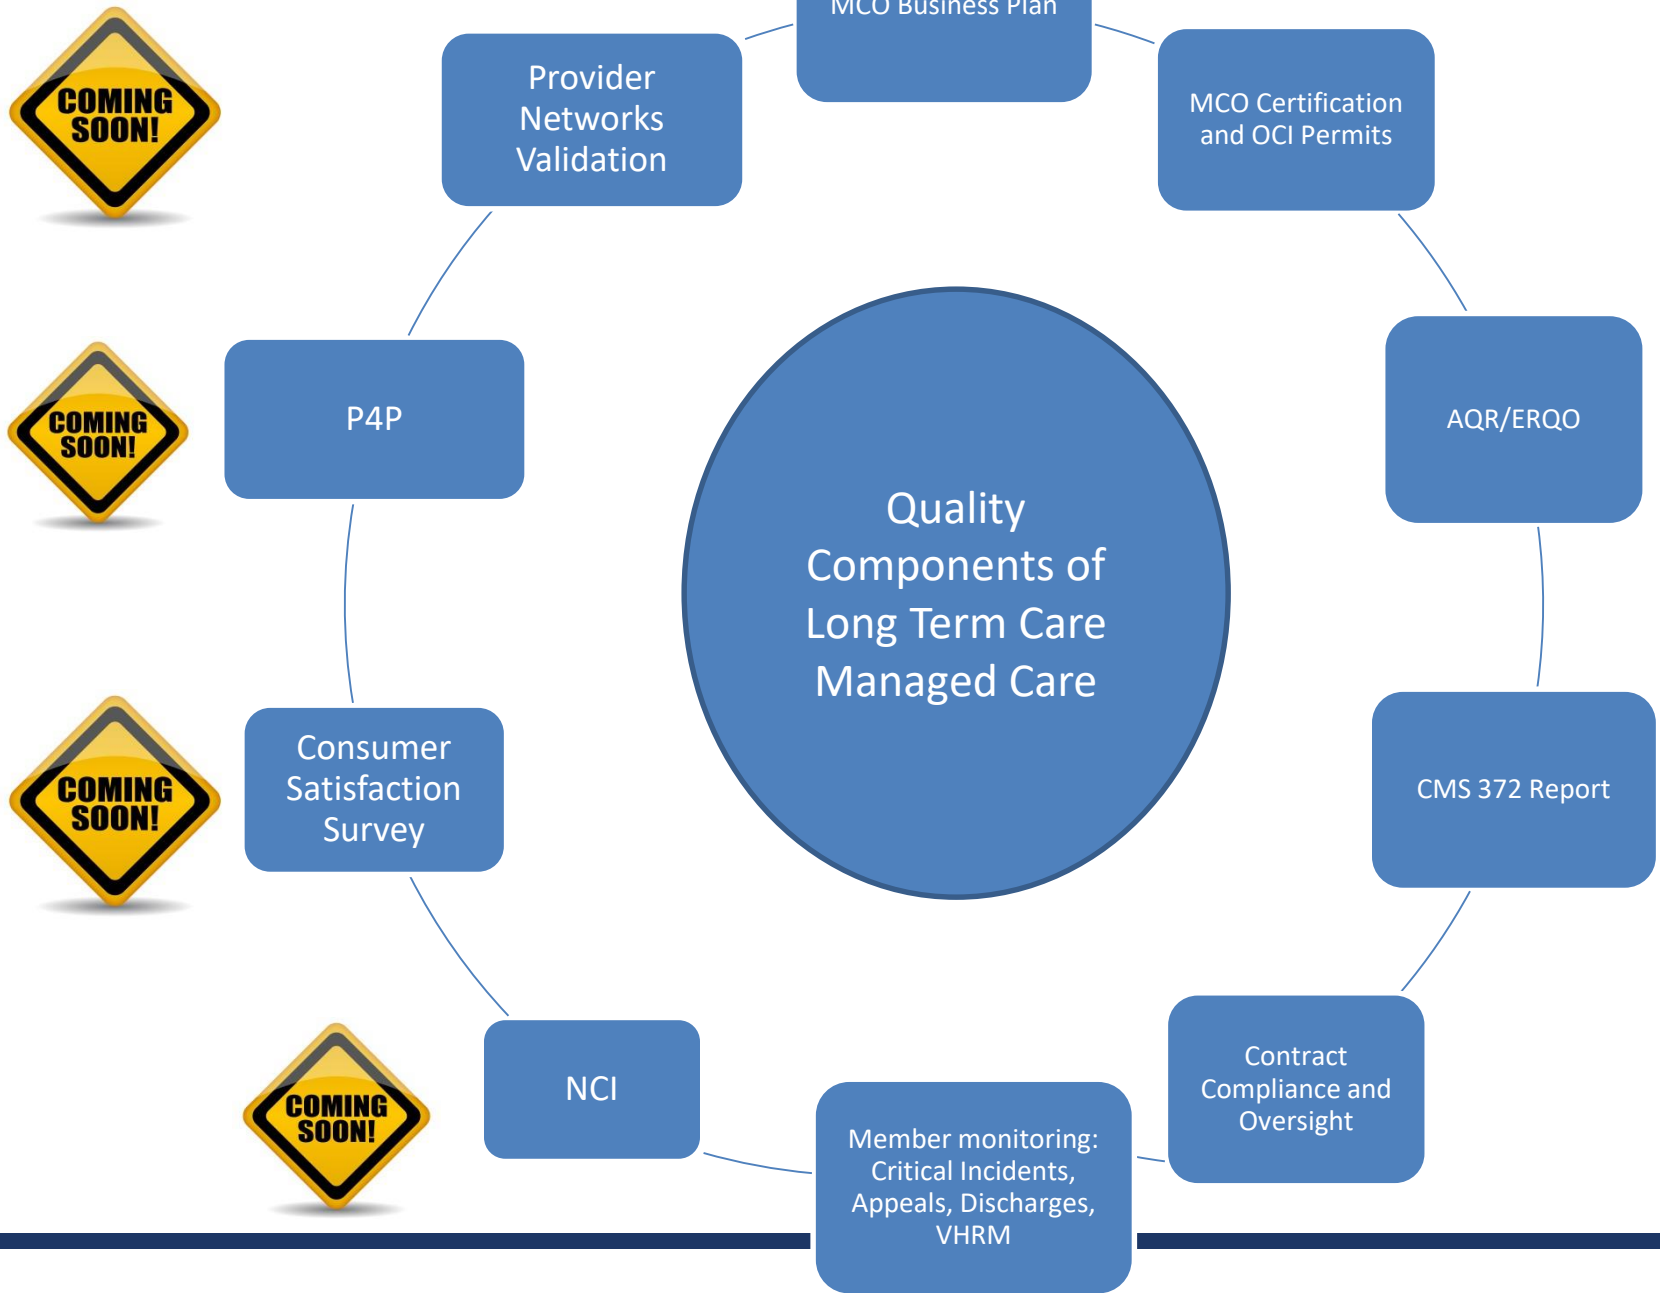 MCO Business Plan
COMING
SOON!
Provider
Networks
Validation
MCO Certification
and OCI Permits
COMING
SOON!
P4P
AQR/ERQO
Quality
Components of
Long Term Care
Managed Care
COMING
SOON!
Consumer
Satisfaction
Survey
CMS 372 Report
COMING
SOON!
NCI
Member monitoring:
Critical Incidents,
Appeals, Discharges,
VHRM
Contract
Compliance and
Oversight